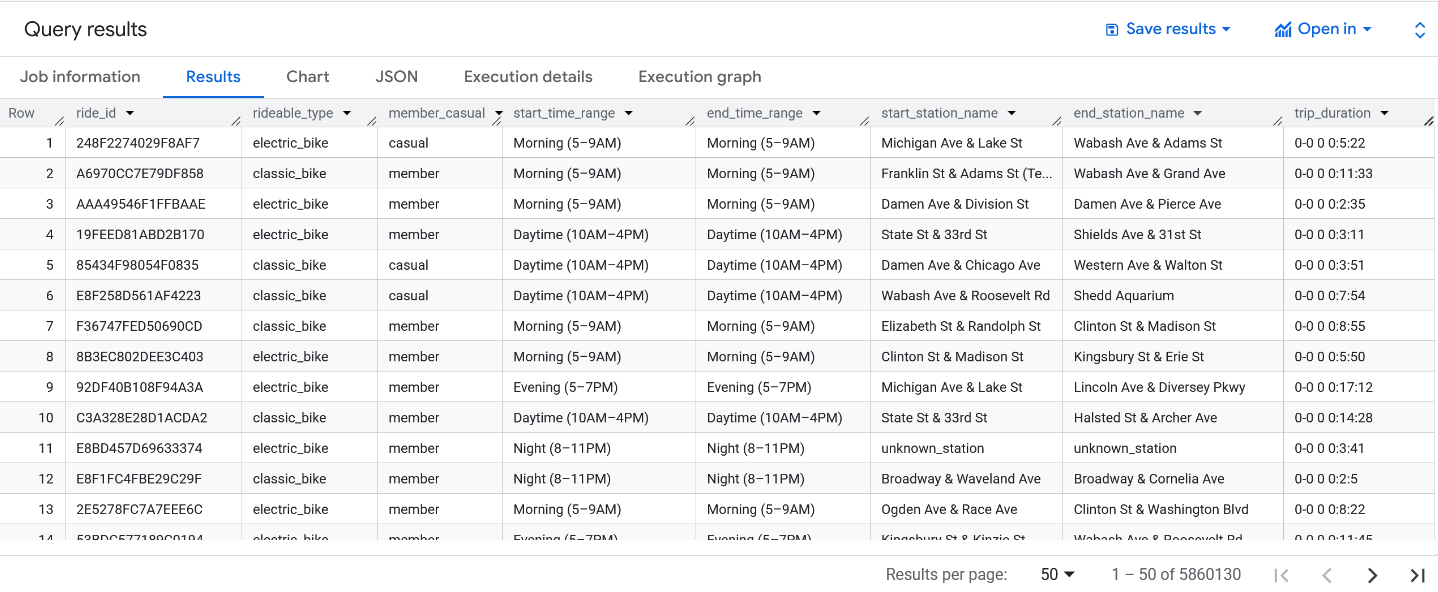 Query results Save results Open in
Job information Results Chart JSON Execution details Execution graph
Row ride_id rideable_type member_casual start_time_range end_time_range start_station_name end_station_name trip_duration
1 248F2274029F8AF7 electric_bike casual Morning (5–9AM) Morning (5–9AM) Michigan Ave & Lake St Wabash Ave & Adams St 0-0 0 0:5:22
2 A6970CC7E79DF858 classic_bike member Morning (5–9AM) Morning (5–9AM) Franklin St & Adams St (Te... Wabash Ave & Grand Ave 0-0 0 0:11:33
3 AAA49546F1FFBAAE electric_bike member Morning (5–9AM) Morning (5–9AM) Damen Ave & Division St Damen Ave & Pierce Ave 0-0 0 0:2:35
4 19FEED81ABD2B170 electric_bike member Daytime (10AM–4PM) Daytime (10AM–4PM) State St & 33rd St Shields Ave & 31st St 0-0 0 0:3:11
5 85434F98054F0835 classic_bike casual Daytime (10AM–4PM) Daytime (10AM–4PM) Damen Ave & Chicago Ave Western Ave & Walton St 0-0 0 0:3:51
6 E8F258D561AF4223 classic_bike casual Daytime (10AM–4PM) Daytime (10AM–4PM) Wabash Ave & Roosevelt Rd Shedd Aquarium 0-0 0 0:7:54
7 F36747FED50690CD classic_bike member Morning (5–9AM) Morning (5–9AM) Elizabeth St & Randolph St Clinton St & Madison St 0-0 0 0:8:55
8 8B3EC802DEE3C403 electric_bike member Morning (5–9AM) Morning (5–9AM) Clinton St & Madison St Kingsbury St & Erie St 0-0 0 0:5:50
9 92DF40B108F94A3A electric_bike member Evening (5–7PM) Evening (5–7PM) Michigan Ave & Lake St Lincoln Ave & Diversey Pkwy 0-0 0 0:17:12
10 C3A328E28D1ACDA2 classic_bike member Daytime (10AM–4PM) Daytime (10AM–4PM) State St & 33rd St Halsted St & Archer Ave 0-0 0 0:14:28
11 E8BD457D69633374 electric_bike member Night (8–11PM) Night (8–11PM) unknown_station unknown_station 0-0 0 0:3:41
12 E8F1FC4FBE29C29F classic_bike member Night (8–11PM) Night (8–11PM) Broadway & Waveland Ave Broadway & Cornelia Ave 0-0 0 0:2:5
13 2E5278FC7A7EEE6C electric_bike member Morning (5–9AM) Morning (5–9AM) Ogden Ave & Race Ave Clinton St & Washington Blvd 0-0 0 0:8:22
14 electric_bike member Evening (5–7PM) Evening (5–7PM) Kingsbury St & Kinzie St Wabash Ave & Roosevelt Rd 0-0 0 0:11:45
Results per page: 50 1 – 50 of 5860130